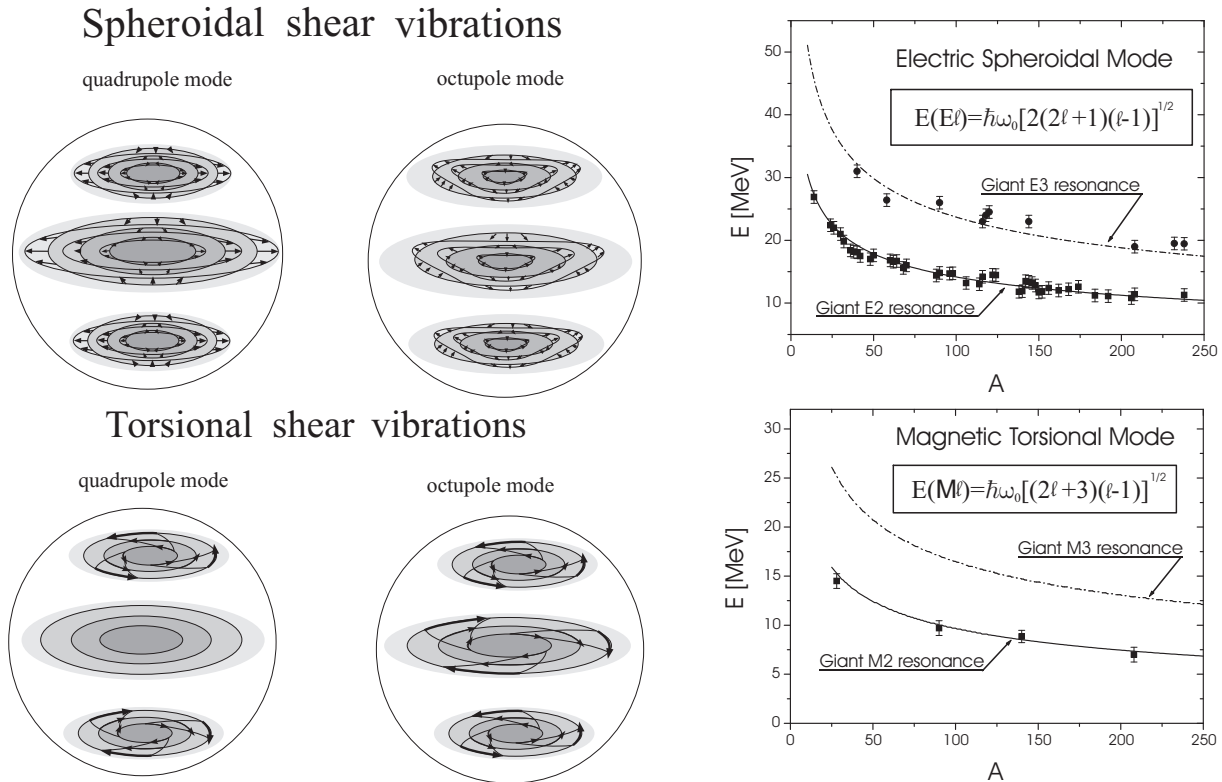 Spheroidal shear vibrations
quadrupole mode
octupole mode
Torsional shear vibrations
quadrupole mode
octupole mode
50
40
30
20
10
E [MeV]
Electric Spheroidal Mode
E(Eℓ)=ℏω₀[2(2ℓ+1)(ℓ-1)]^1/2
Giant E3 resonance
Giant E2 resonance
0
50
100
150
200
250
A
30
25
20
15
10
5
0
E [MeV]
Magnetic Torsional Mode
E(Mℓ)=ℏω₀[(2ℓ+3)(ℓ-1)]^1/2
Giant M3 resonance
Giant M2 resonance
0
50
100
150
200
250
A